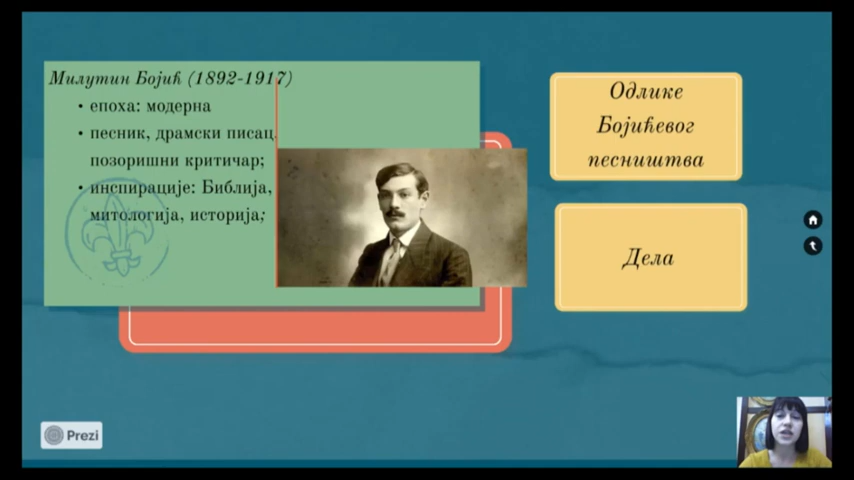 Милутин Бојић (1892-1917)
• епоха: модерна
• песник, драмски писац,
позоришни критичар;
• инспирације: Библија,
митологија, историја;
Одлике
Бојићевог
песништва
Дела
Prezi